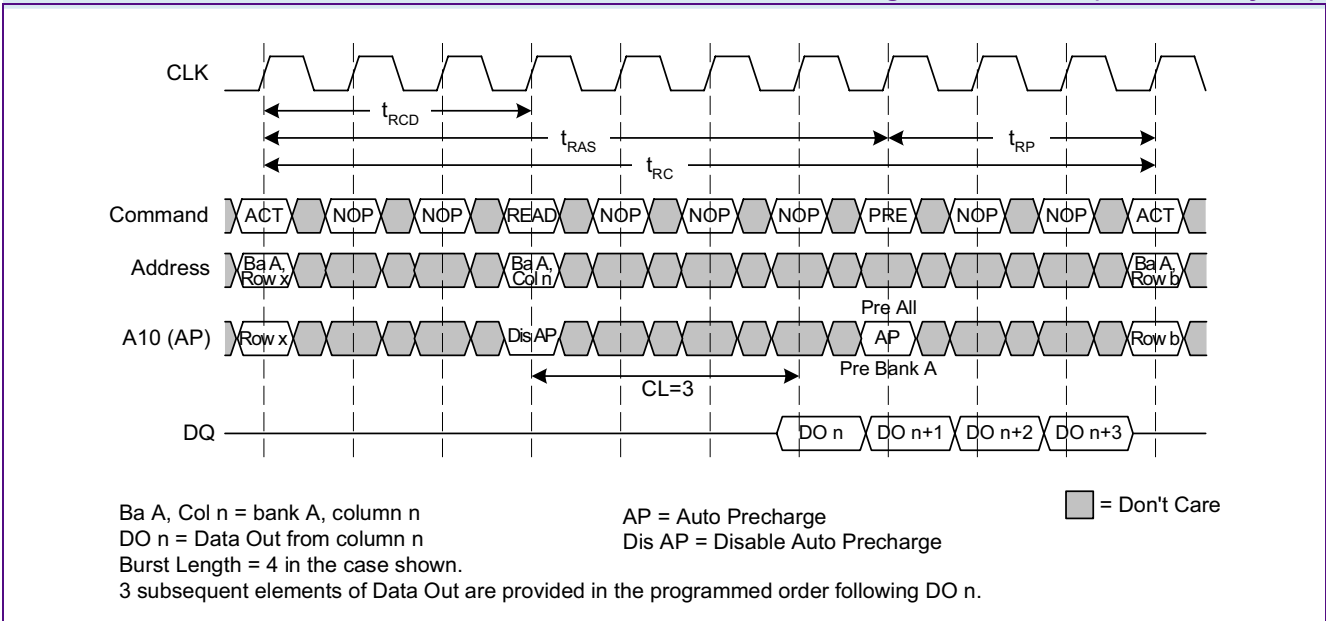 CLK
tRCD
tRAS
tRP
tRC
Command ACT NOP NOP READ NOP NOP NOP PRE NOP NOP ACT
Address Ba A, Row x Ba A, Col n Ba A, Row b
Pre All
A10 (AP) Row x Dis AP AP Row b
Pre Bank A
CL=3
DQ DO n DO n+1 DO n+2 DO n+3
Ba A, Col n = bank A, column n
DO n = Data Out from column n
Burst Length = 4 in the case shown.
3 subsequent elements of Data Out are provided in the programmed order following DO n.
AP = Auto Precharge
Dis AP = Disable Auto Precharge
= Don't Care